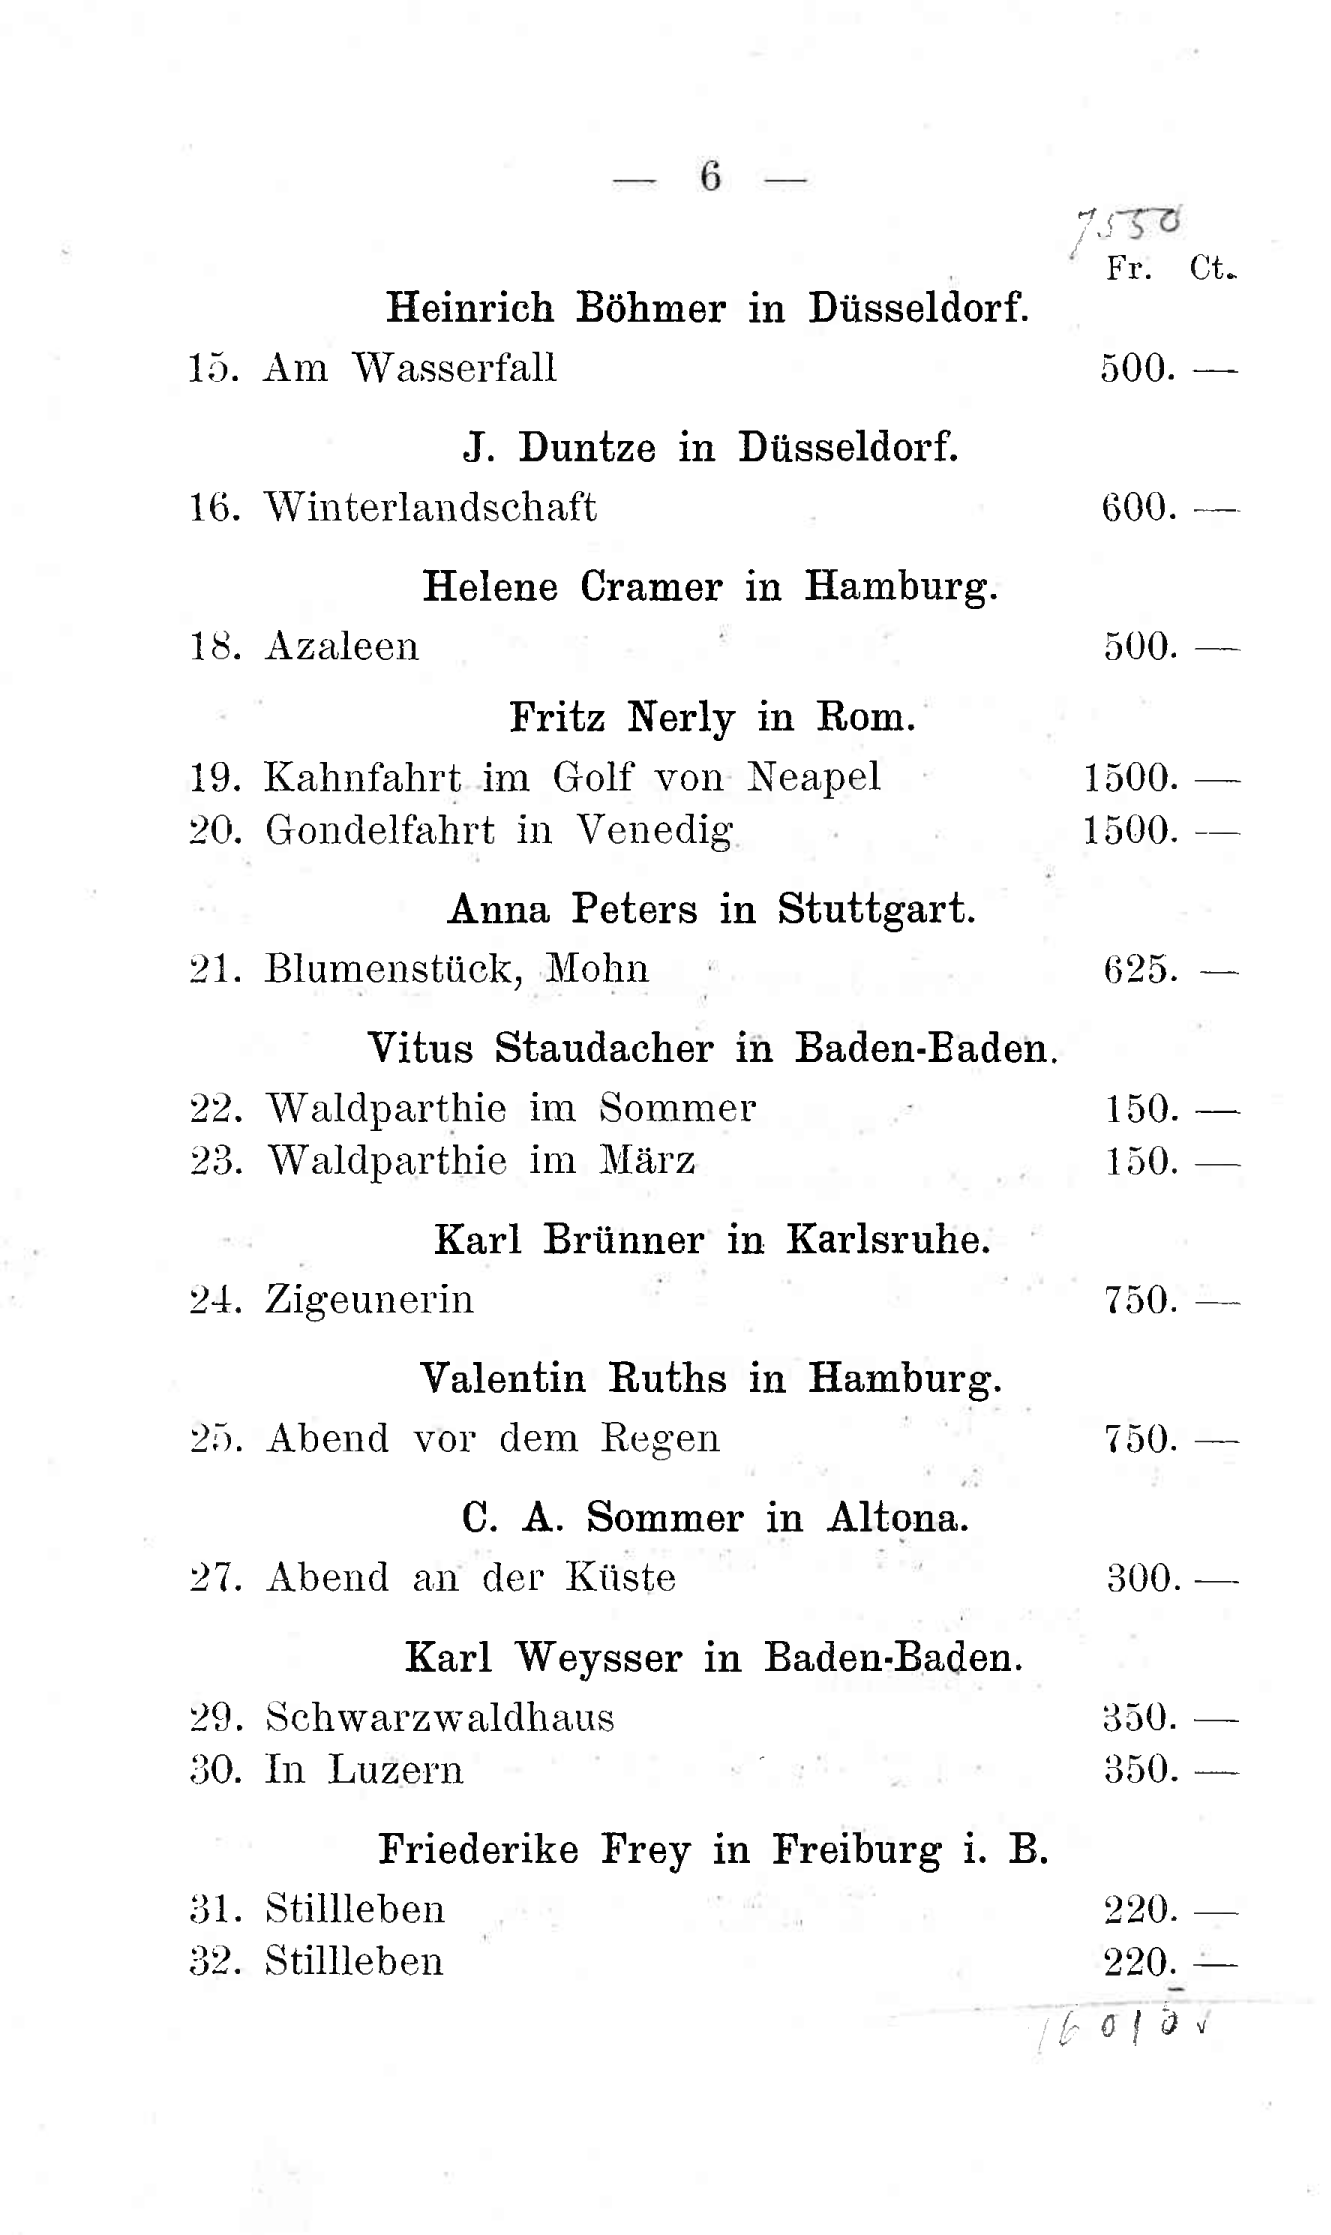 — 6 —
7550
Fr. Ct.
Heinrich Böhmer in Düsseldorf.
15. Am Wasserfall 500. —
J. Duntze in Düsseldorf.
16. Winterlandschaft 600. —
Helene Cramer in Hamburg.
18. Azaleen 500. —
Fritz Nerly in Rom.
19. Kahnfahrt im Golf von Neapel 1500. —
20. Gondelfahrt in Venedig 1500. —
Anna Peters in Stuttgart.
21. Blumenstück, Mohn 625. —
Vitus Staudacher in Baden-Baden.
22. Waldparthie im Sommer 150. —
23. Waldparthie im März 150. —
Karl Brünner in Karlsruhe.
24. Zigeunerin 750. —
Valentin Ruths in Hamburg.
25. Abend vor dem Regen 750. —
C. A. Sommer in Altona.
27. Abend an der Küste 300. —
Karl Weysser in Baden-Baden.
29. Schwarzwaldhaus 350. —
30. In Luzern 350. —
Friederike Frey in Freiburg i. B.
31. Stillleben 220. —
32. Stillleben 220. —